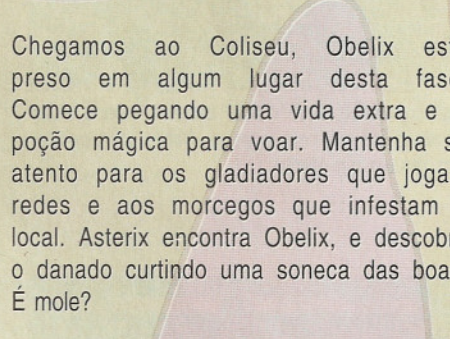 Chegamos ao Coliseu, Obelix est
preso em algum lugar desta fas
Comece pegando uma vida extra e
poção mágica para voar. Mantenha s
atento para os gladiadores que joga
redes e aos morcegos que infestam
local. Asterix encontra Obelix, e descobr
o danado curtindo uma soneca das boa
É mole?